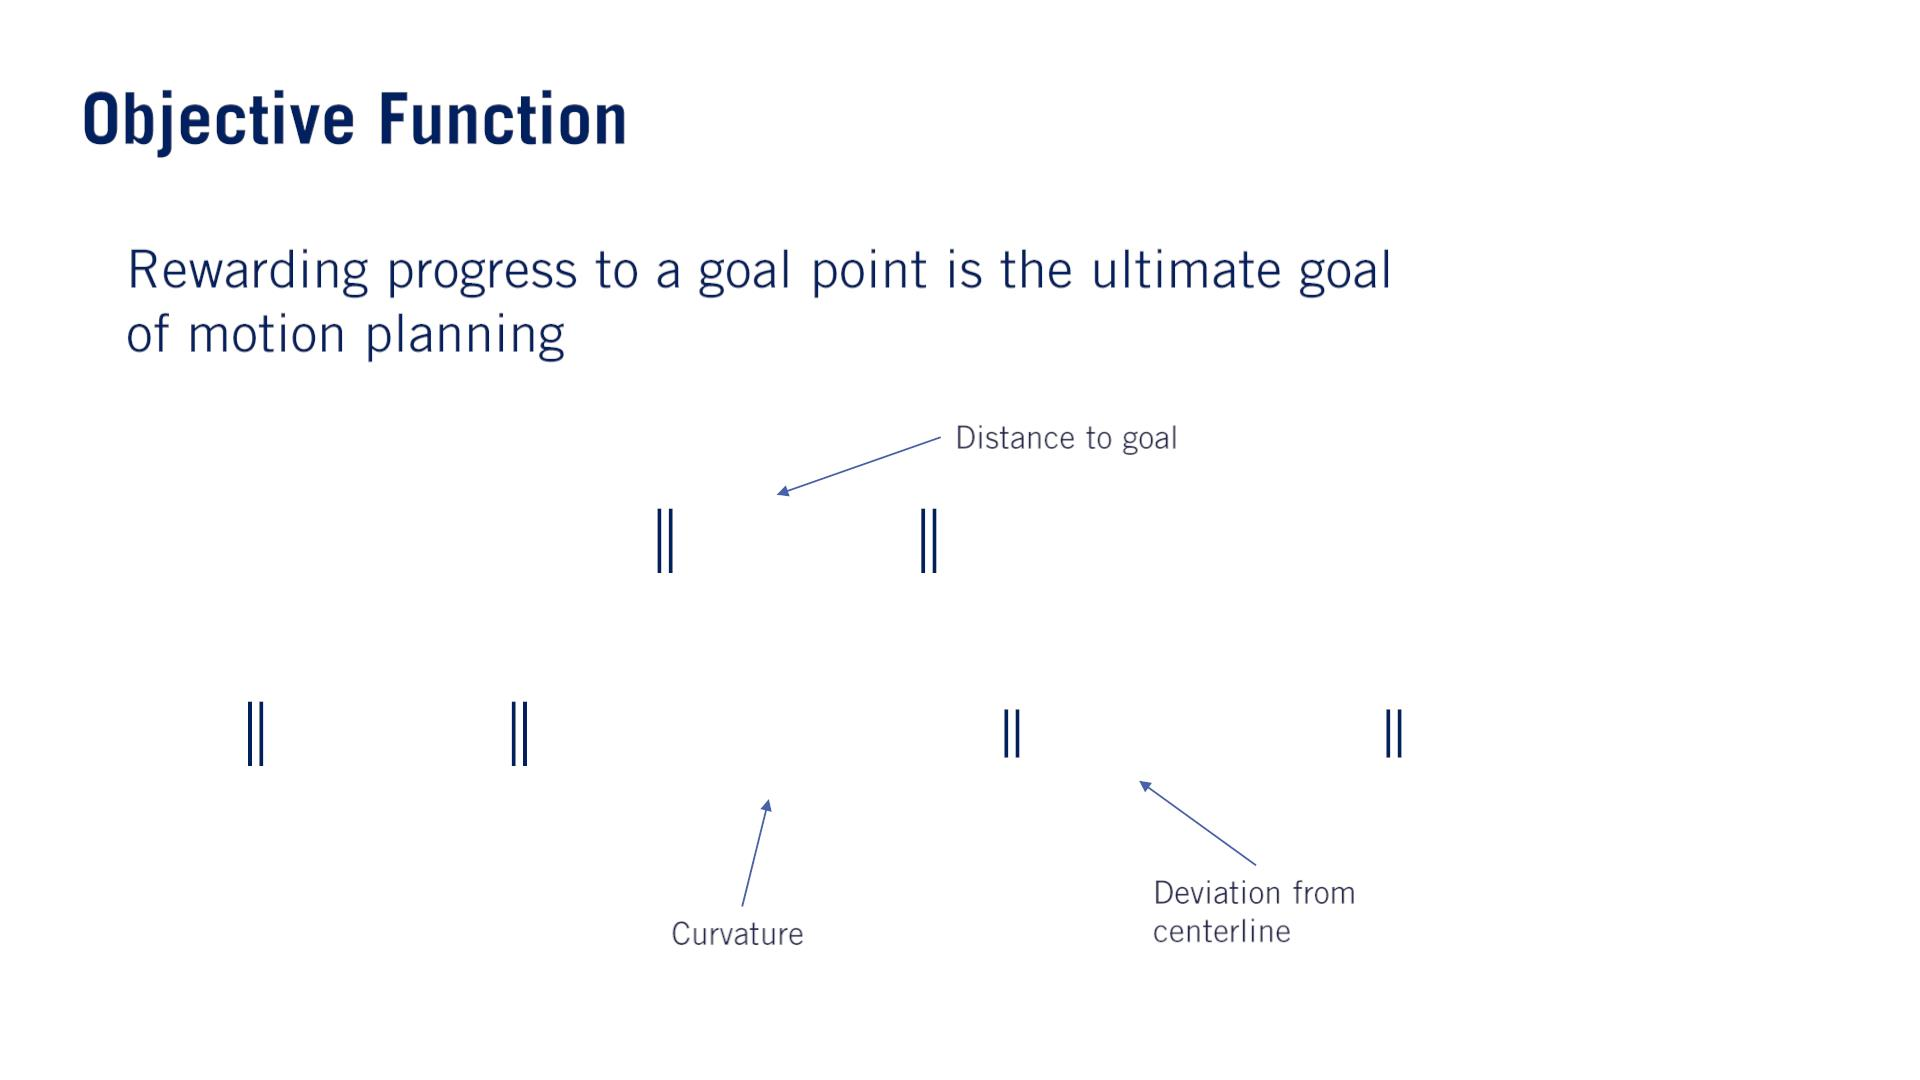 Objective Function
Rewarding progress to a goal point is the ultimate goal
of motion planning
Distance to goal
|| ||
|| || || ||
Curvature
Deviation from
centerline